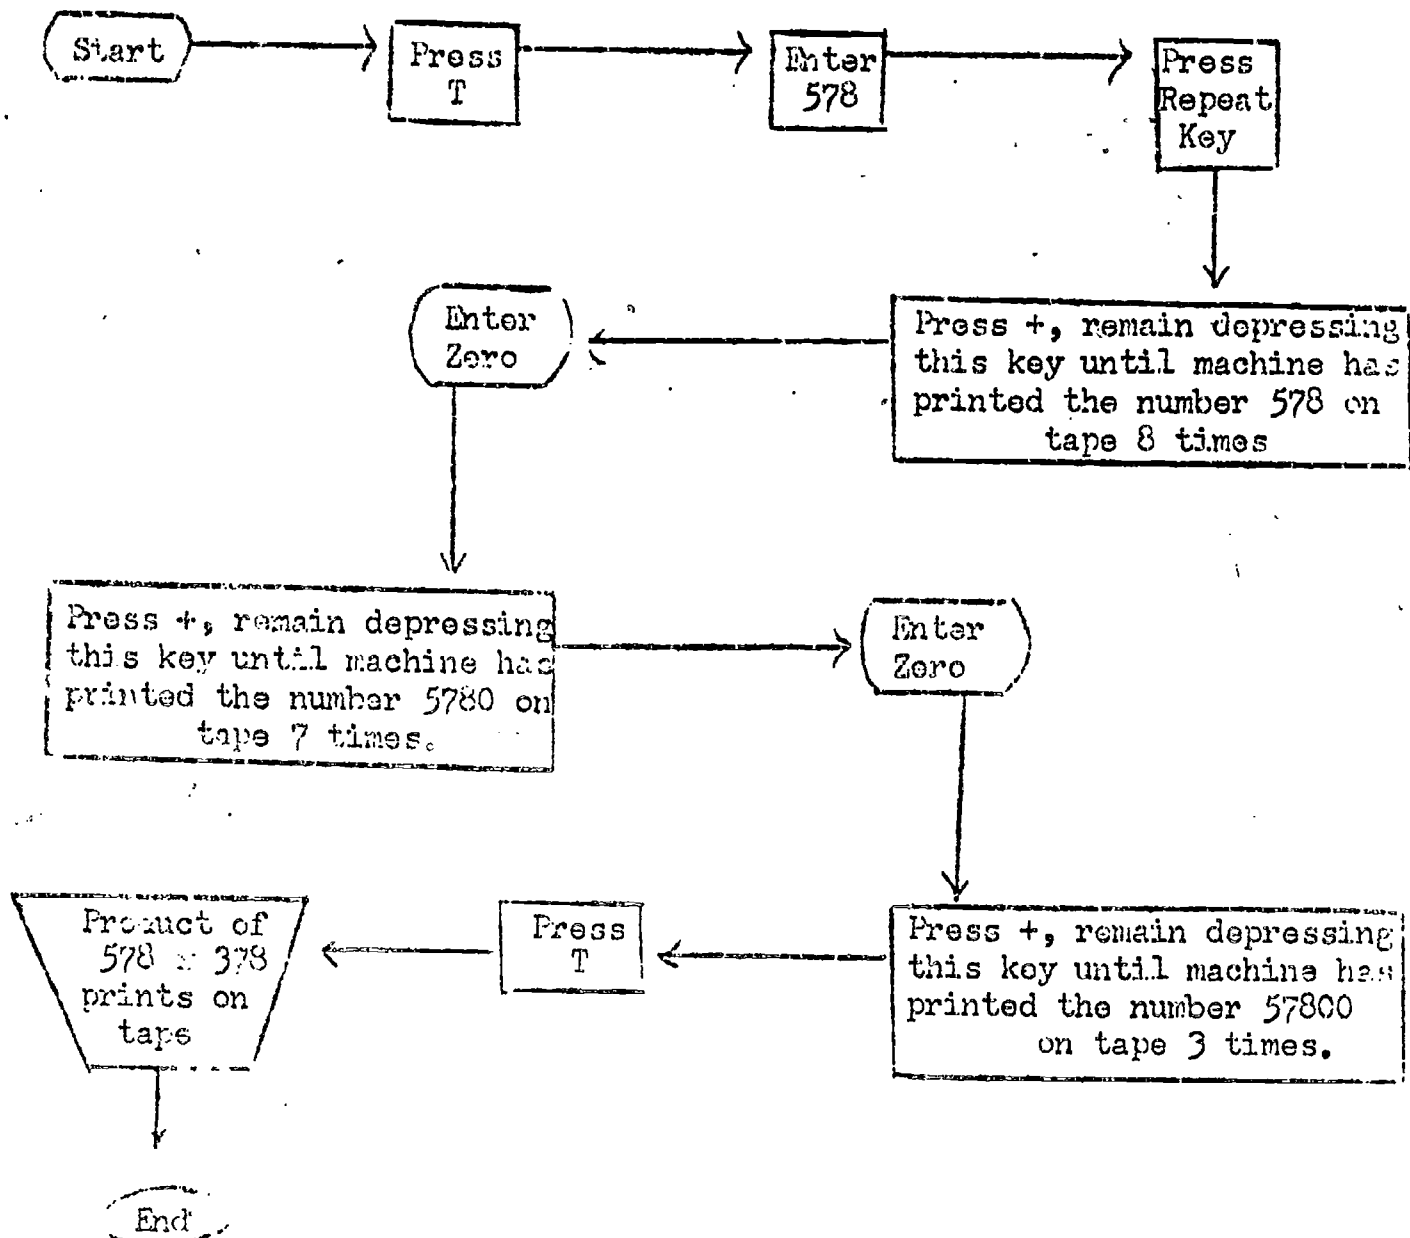 Start
Press
T
Enter
578
Press
Repeat
Key
Press +, remain depressing
this key until machine has
printed the number 578 on
tape 8 times
Enter
Zero
Press +, remain depressing
this key until machine has
printed the number 5780 on
tape 7 times.
Enter
Zero
Press +, remain depressing
this key until machine has
printed the number 57800
on tape 3 times.
Press
T
Product of
578 x 378
prints on
tape
End